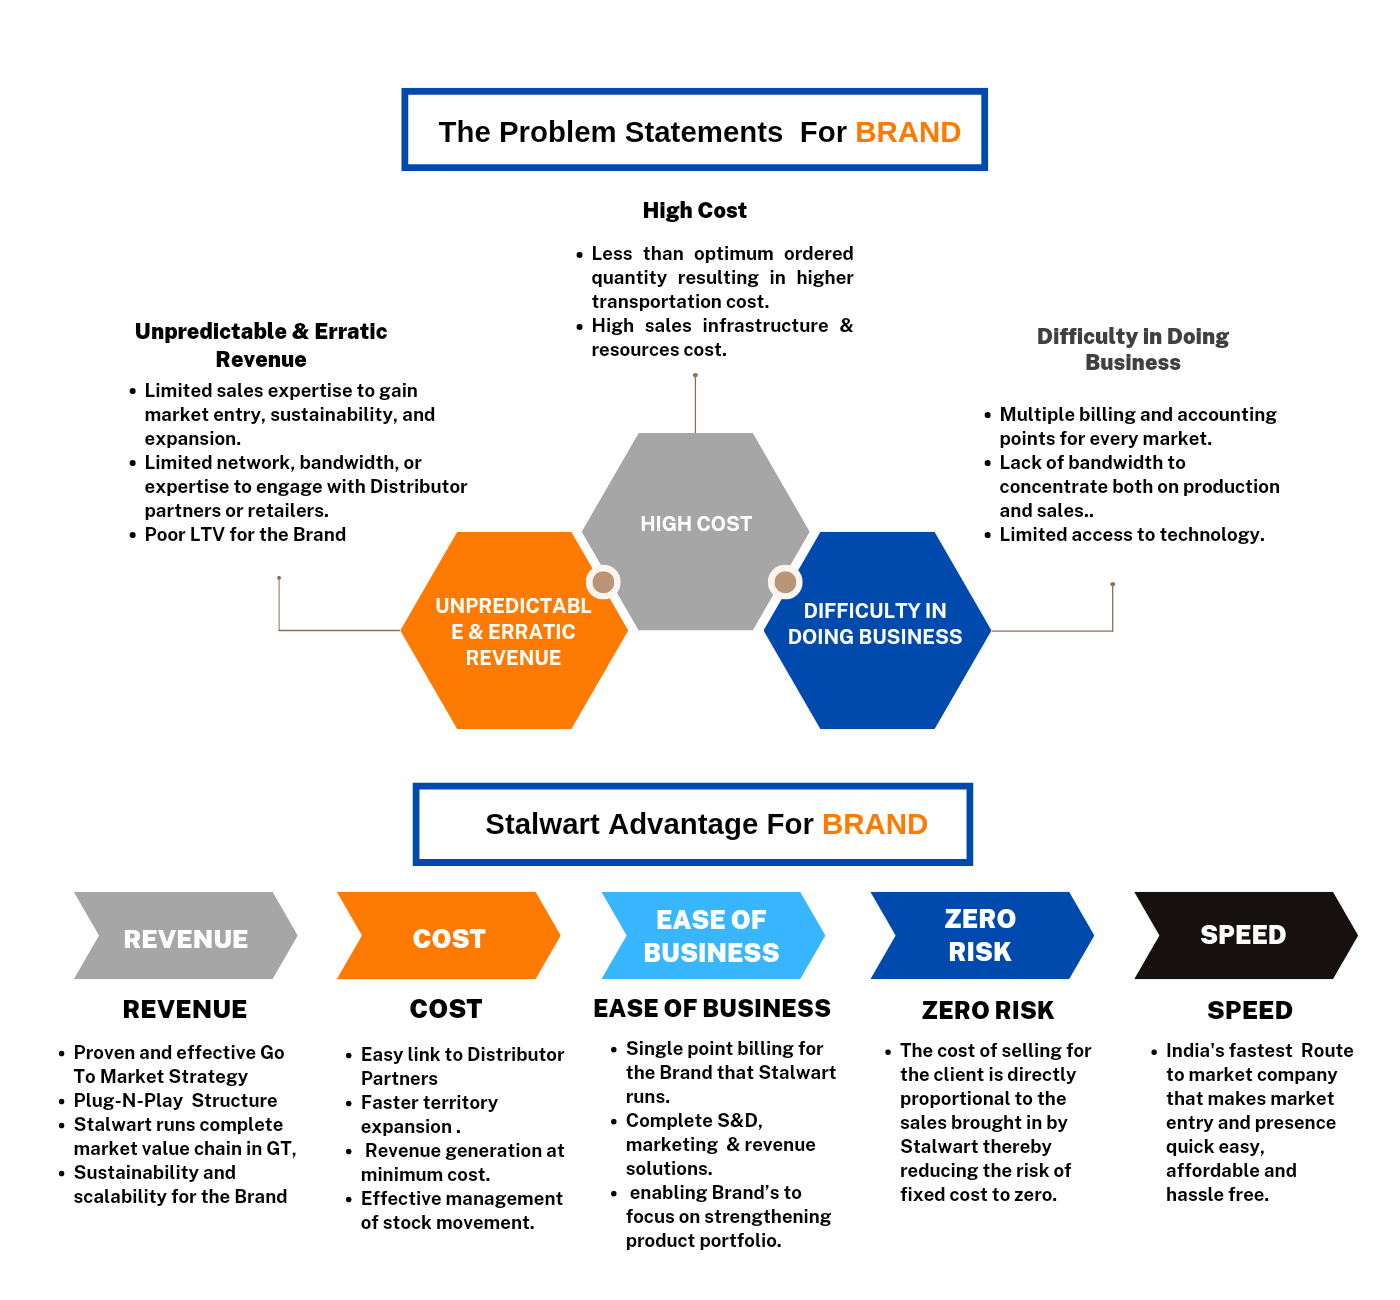 The Problem Statements  For BRAND
High Cost
• Less than optimum ordered
quantity resulting in higher
transportation cost.
• High sales infrastructure &
resources cost.
Unpredictable & Erratic
Revenue
• Limited sales expertise to gain
market entry, sustainability, and
expansion.
• Limited network, bandwidth, or
expertise to engage with Distributor
partners or retailers.
• Poor LTV for the Brand
Difficulty in Doing
Business
• Multiple billing and accounting
points for every market.
• Lack of bandwidth to
concentrate both on production
and sales..
• Limited access to technology.
HIGH COST
UNPREDICTABL
E & ERRATIC
REVENUE
DIFFICULTY IN
DOING BUSINESS
Stalwart Advantage For BRAND
REVENUE
COST
EASE OF
BUSINESS
ZERO
RISK
SPEED
REVENUE
• Proven and effective Go
To Market Strategy
• Plug-N-Play  Structure
• Stalwart runs complete
market value chain in GT,
• Sustainability and
scalability for the Brand
COST
• Easy link to Distributor
Partners
• Faster territory
expansion .
•  Revenue generation at
minimum cost.
• Effective management
of stock movement.
EASE OF BUSINESS
• Single point billing for
the Brand that Stalwart
runs.
• Complete S&D,
marketing  & revenue
solutions.
•  enabling Brand’s to
focus on strengthening
product portfolio.
ZERO RISK
• The cost of selling for
the client is directly
proportional to the
sales brought in by
Stalwart thereby
reducing the risk of
fixed cost to zero.
SPEED
• India's fastest  Route
to market company
that makes market
entry and presence
quick easy,
affordable and
hassle free.